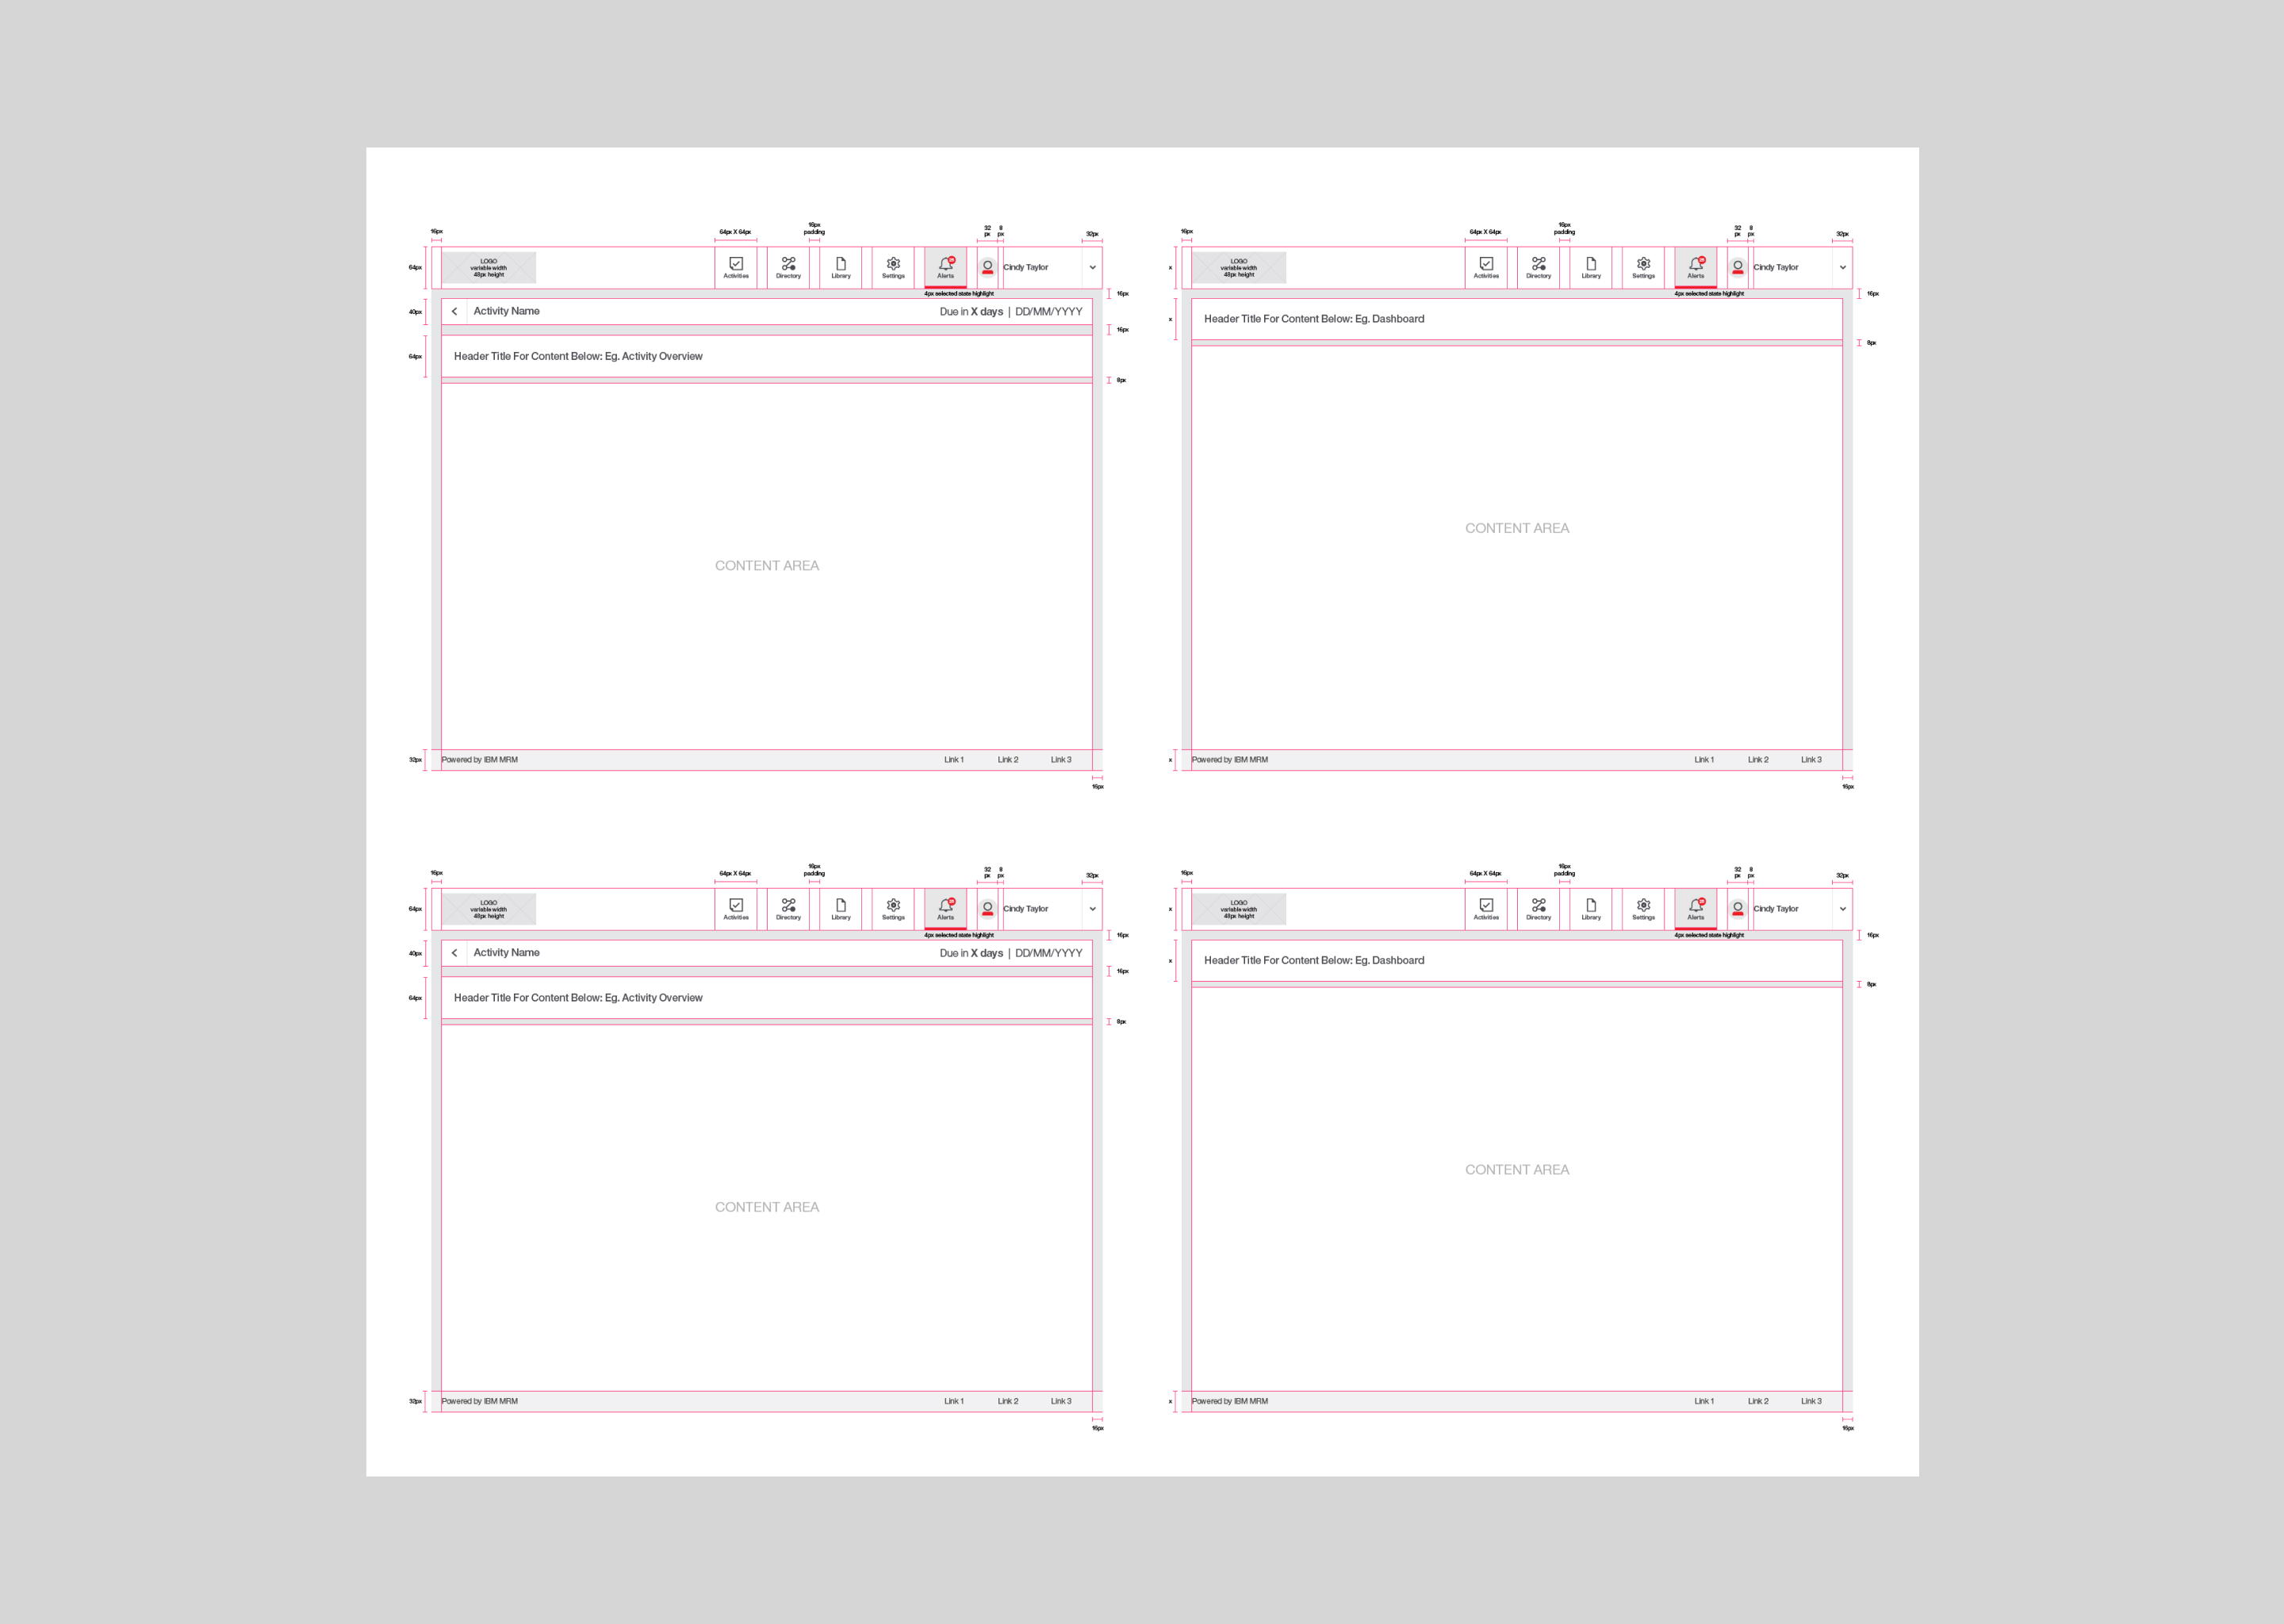 16px
64px X 64px
16px
padding
32
px
8
px
32px
64px
LOGO
variable width
48px height
Activities
Directory
Library
Settings
Alerts
Cindy Taylor
4px selected state highlight
16px
40px
Activity Name
Due in X days | DD/MM/YYYY
16px
64px
Header Title For Content Below: Eg. Activity Overview
8px
CONTENT AREA
32px
Powered by IBM MRM
Link 1
Link 2
Link 3
16px
16px
64px X 64px
16px
padding
32
px
8
px
32px
x
LOGO
variable width
48px height
Activities
Directory
Library
Settings
Alerts
Cindy Taylor
4px selected state highlight
16px
x
Header Title For Content Below: Eg. Dashboard
8px
CONTENT AREA
x
Powered by IBM MRM
Link 1
Link 2
Link 3
16px
16px
64px X 64px
16px
padding
32
px
8
px
32px
64px
LOGO
variable width
48px height
Activities
Directory
Library
Settings
Alerts
Cindy Taylor
4px selected state highlight
16px
40px
Activity Name
Due in X days | DD/MM/YYYY
16px
64px
Header Title For Content Below: Eg. Activity Overview
8px
CONTENT AREA
32px
Powered by IBM MRM
Link 1
Link 2
Link 3
16px
16px
64px X 64px
16px
padding
32
px
8
px
32px
x
LOGO
variable width
48px height
Activities
Directory
Library
Settings
Alerts
Cindy Taylor
4px selected state highlight
16px
x
Header Title For Content Below: Eg. Dashboard
8px
CONTENT AREA
x
Powered by IBM MRM
Link 1
Link 2
Link 3
16px